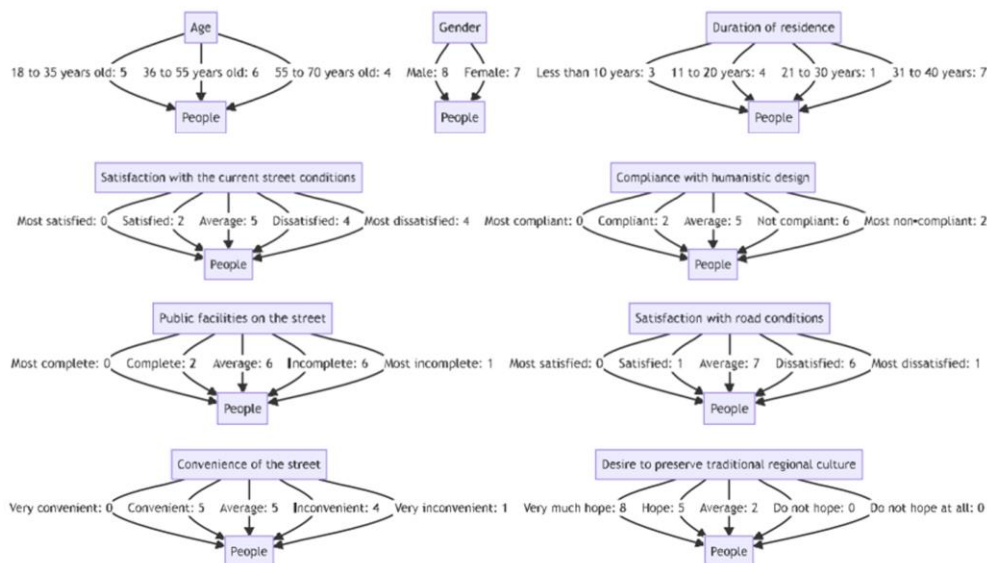 Age
18 to 35 years old: 5 36 to 55 years old: 6 55 to 70 years old: 4
People
Gender
Male: 8 Female: 7
People
Duration of residence
Less than 10 years: 3 11 to 20 years: 4 21 to 30 years: 1 31 to 40 years: 7
People
Satisfaction with the current street conditions
Most satisfied: 0 Satisfied: 2 Average: 5 Dissatisfied: 4 Most dissatisfied: 4
People
Compliance with humanistic design
Most compliant: 0 Compliant: 2 Average: 5 Not compliant: 6 Most non-compliant: 2
People
Public facilities on the street
Most complete: 0 Complete: 2 Average: 6 Incomplete: 6 Most incomplete: 1
People
Satisfaction with road conditions
Most satisfied: 0 Satisfied: 1 Average: 7 Dissatisfied: 6 Most dissatisfied: 1
People
Convenience of the street
Very convenient: 0 Convenient: 5 Average: 5 Inconvenient: 4 Very inconvenient: 1
People
Desire to preserve traditional regional culture
Very much hope: 8 Hope: 5 Average: 2 Do not hope: 0 Do not hope at all: 0
People